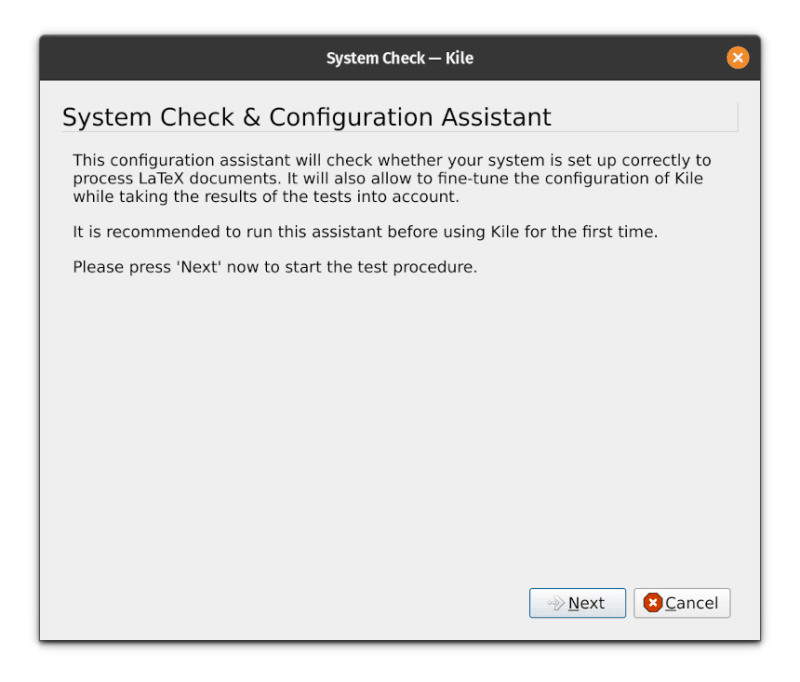 System Check — Kile
System Check & Configuration Assistant
This configuration assistant will check whether your system is set up correctly to
process LaTeX documents. It will also allow to fine-tune the configuration of Kile
while taking the results of the tests into account.
It is recommended to run this assistant before using Kile for the first time.
Please press 'Next' now to start the test procedure.
Next
Cancel